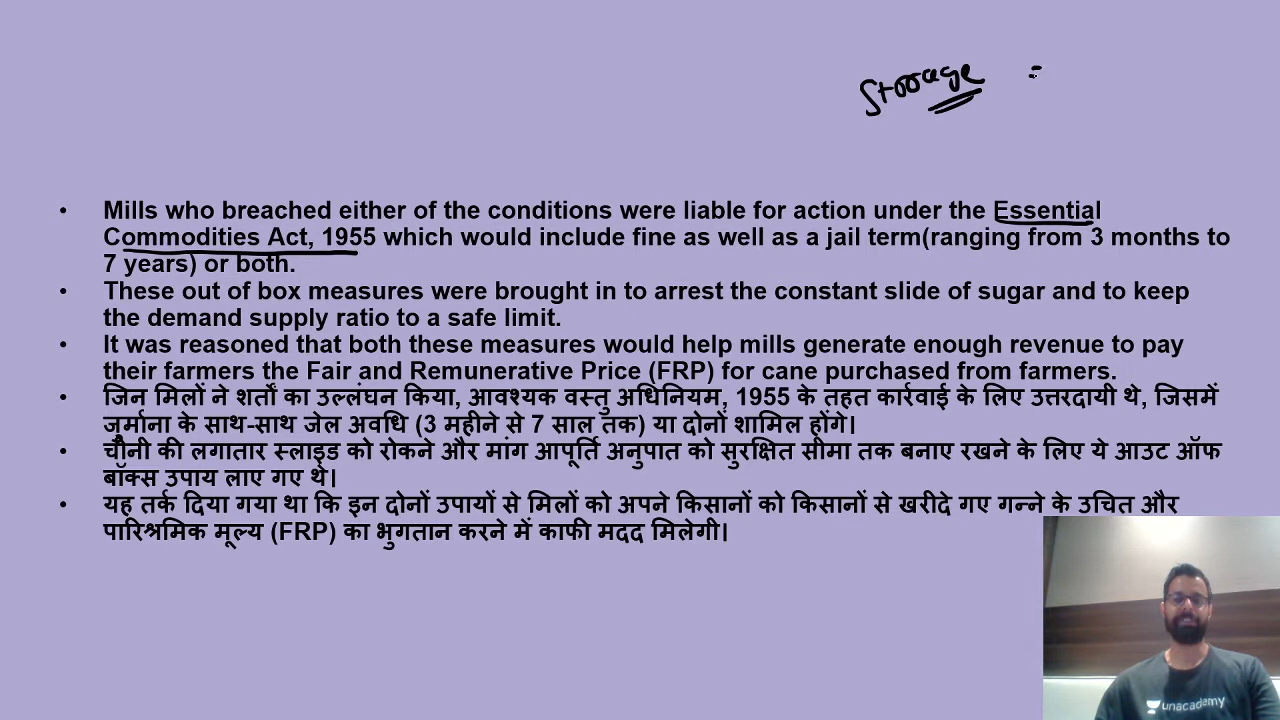 Storage :
• Mills who breached either of the conditions were liable for action under the Essential
Commodities Act, 1955 which would include fine as well as a jail term(ranging from 3 months to
7 years) or both.
• These out of box measures were brought in to arrest the constant slide of sugar and to keep
the demand supply ratio to a safe limit.
• It was reasoned that both these measures would help mills generate enough revenue to pay
their farmers the Fair and Remunerative Price (FRP) for cane purchased from farmers.
• जिन मिलों ने शर्तों का उल्लंघन किया, आवश्यक वस्तु अधिनियम, 1955 के तहत कार्रवाई के लिए उत्तरदायी थे, जिसमें
जुर्माना के साथ-साथ जेल अवधि (3 महीने से 7 साल तक) या दोनों शामिल होंगे।
• चीनी की लगातार स्लाइड को रोकने और मांग आपूर्ति अनुपात को सुरक्षित सीमा तक बनाए रखने के लिए ये आउट ऑफ
बॉक्स उपाय लाए गए थे।
• यह तर्क दिया गया था कि इन दोनों उपायों से मिलों को अपने किसानों को किसानों से खरीदे गए गन्ने के उचित और
पारिश्रमिक मूल्य (FRP) का भुगतान करने में काफी मदद मिलेगी।
unacademy